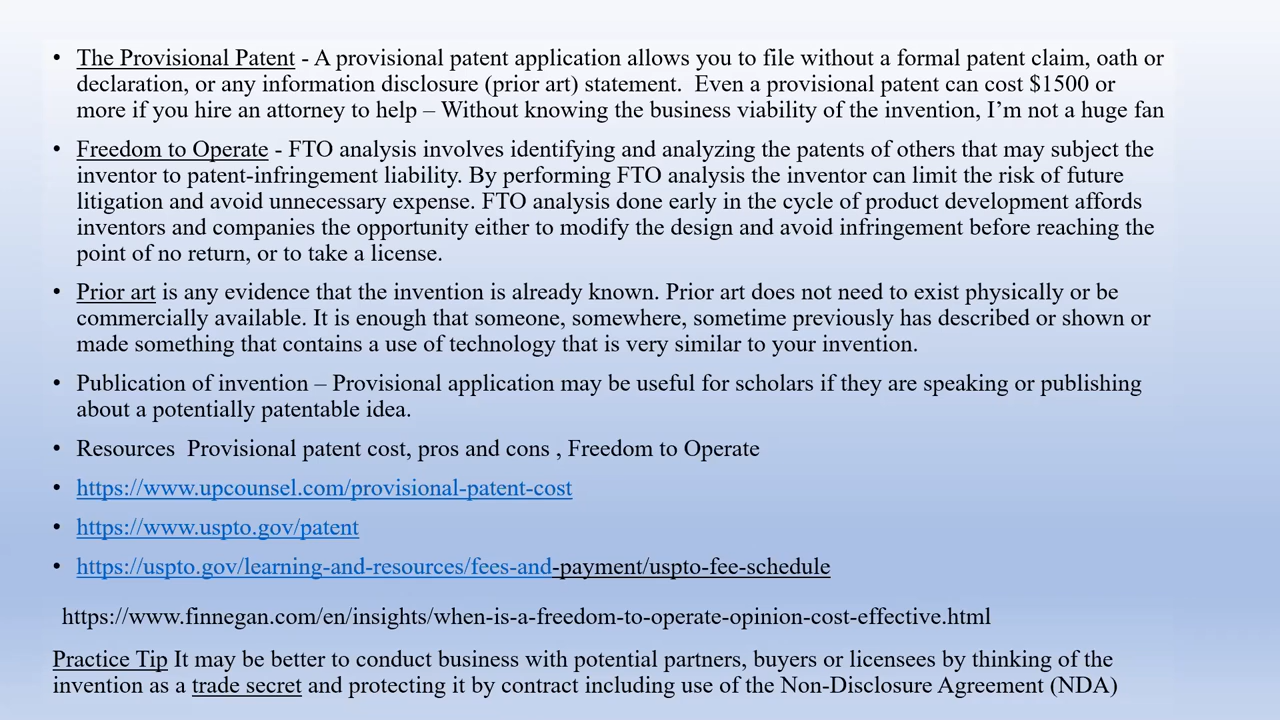 • The Provisional Patent - A provisional patent application allows you to file without a formal patent claim, oath or
declaration, or any information disclosure (prior art) statement.  Even a provisional patent can cost $1500 or
more if you hire an attorney to help – Without knowing the business viability of the invention, I’m not a huge fan
• Freedom to Operate - FTO analysis involves identifying and analyzing the patents of others that may subject the
inventor to patent-infringement liability. By performing FTO analysis the inventor can limit the risk of future
litigation and avoid unnecessary expense. FTO analysis done early in the cycle of product development affords
inventors and companies the opportunity either to modify the design and avoid infringement before reaching the
point of no return, or to take a license.
• Prior art is any evidence that the invention is already known. Prior art does not need to exist physically or be
commercially available. It is enough that someone, somewhere, sometime previously has described or shown or
made something that contains a use of technology that is very similar to your invention.
• Publication of invention – Provisional application may be useful for scholars if they are speaking or publishing
about a potentially patentable idea.
• Resources  Provisional patent cost, pros and cons , Freedom to Operate
• https://www.upcounsel.com/provisional-patent-cost
• https://www.uspto.gov/patent
• https://uspto.gov/learning-and-resources/fees-and-payment/uspto-fee-schedule
https://www.finnegan.com/en/insights/when-is-a-freedom-to-operate-opinion-cost-effective.html
Practice Tip It may be better to conduct business with potential partners, buyers or licensees by thinking of the
invention as a trade secret and protecting it by contract including use of the Non-Disclosure Agreement (NDA)